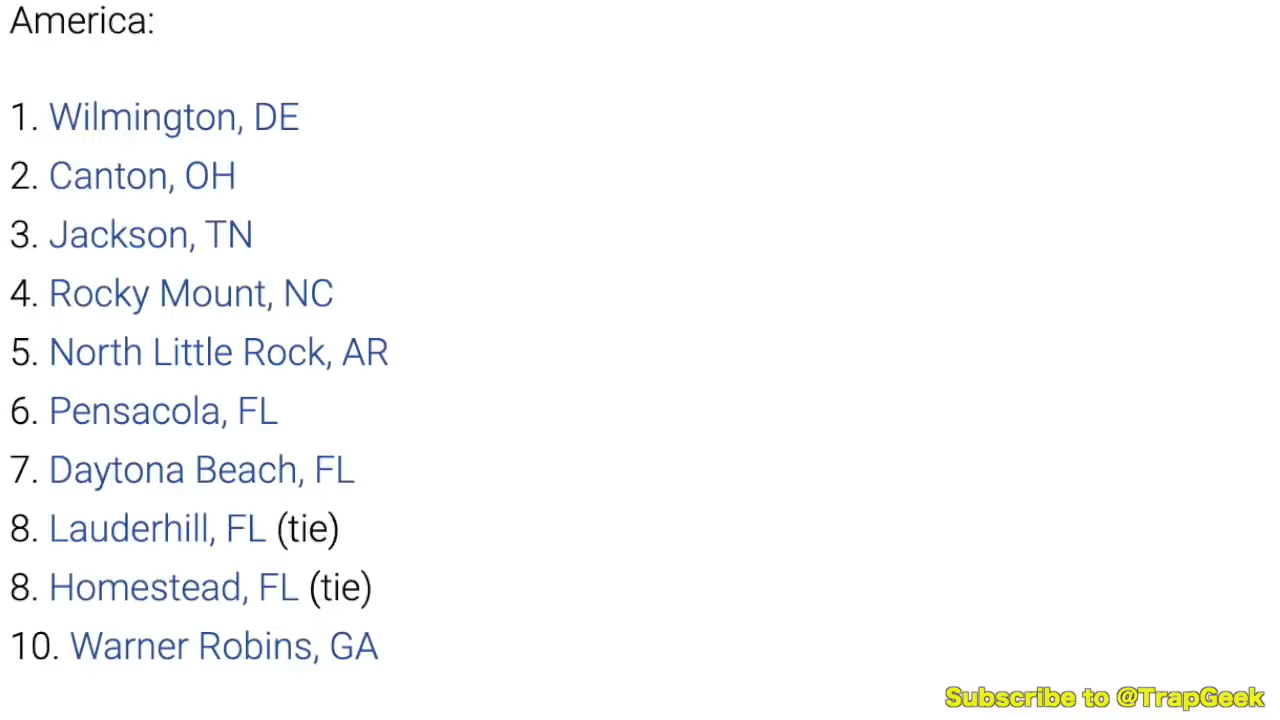 America:
1. Wilmington, DE
2. Canton, OH
3. Jackson, TN
4. Rocky Mount, NC
5. North Little Rock, AR
6. Pensacola, FL
7. Daytona Beach, FL
8. Lauderhill, FL (tie)
8. Homestead, FL (tie)
10. Warner Robins, GA
Subscribe to @TrapGeek